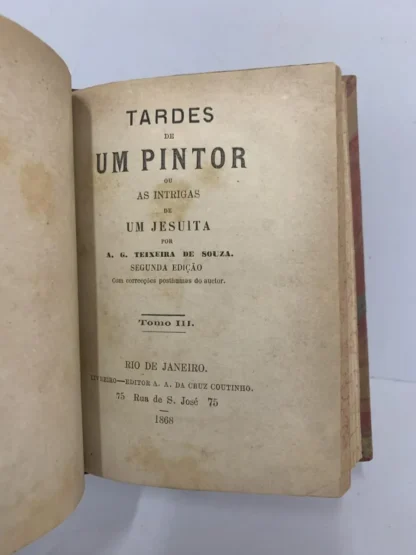 TARDES
DE
UM PINTOR
OU
AS INTRIGAS
DE
UM JESUITA
POR
A. G. TEIXEIRA DE SOUZA.
SEGUNDA EDIÇÃO
Com correcções posthumas do auctor.
Tomo III.
RIO DE JANEIRO.
LIVREIRO—EDITOR A. A. DA CRUZ COUTINHO.
75 Rua de S. José 75
1868